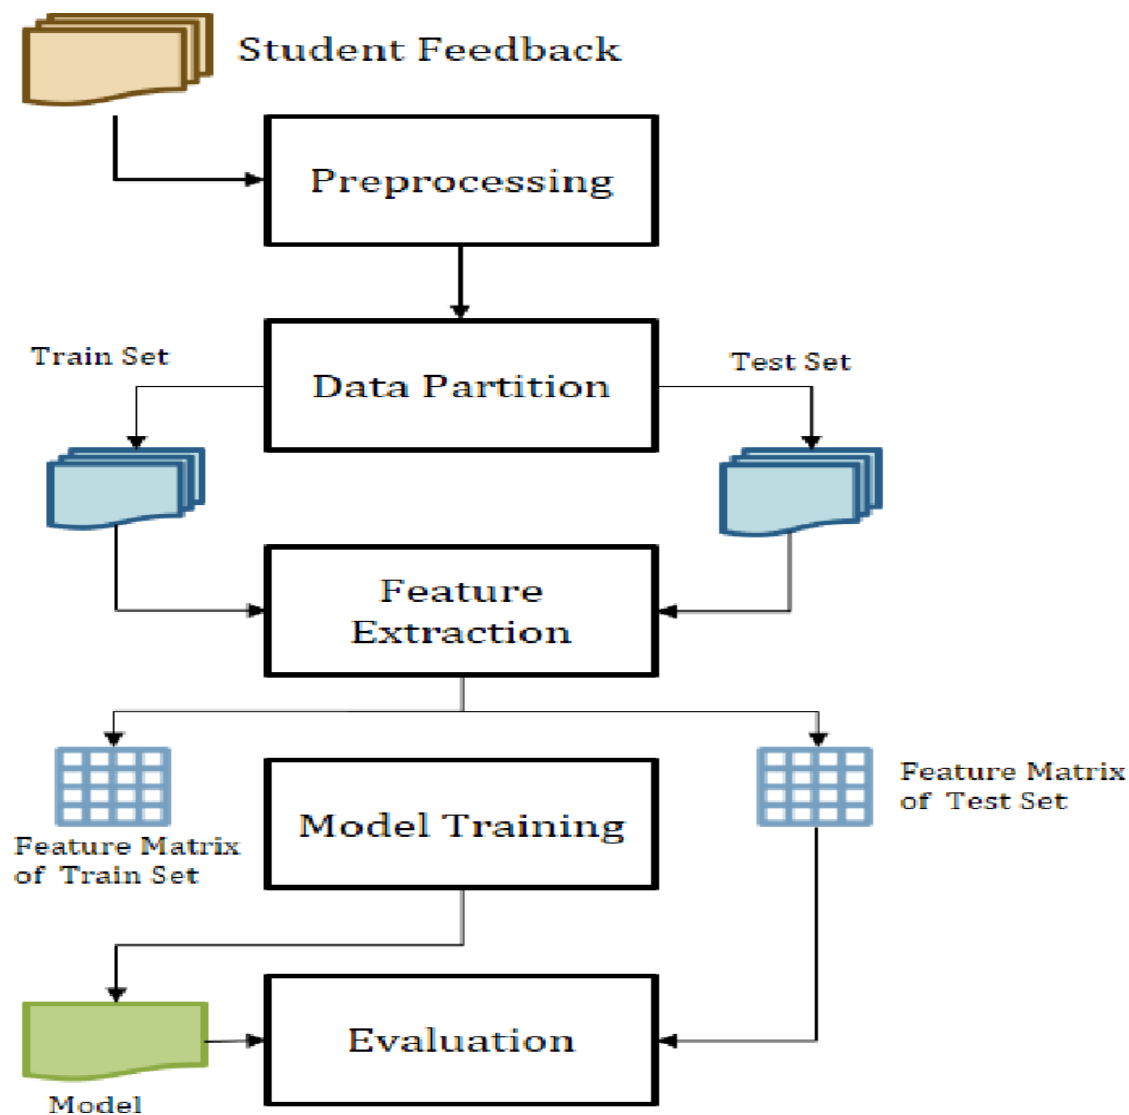 Student Feedback
Preprocessing
Train Set
Test Set
Data Partition
Feature
Extraction
Feature Matrix
of Test Set
Model Training
Feature Matrix
of Train Set
Evaluation
Model